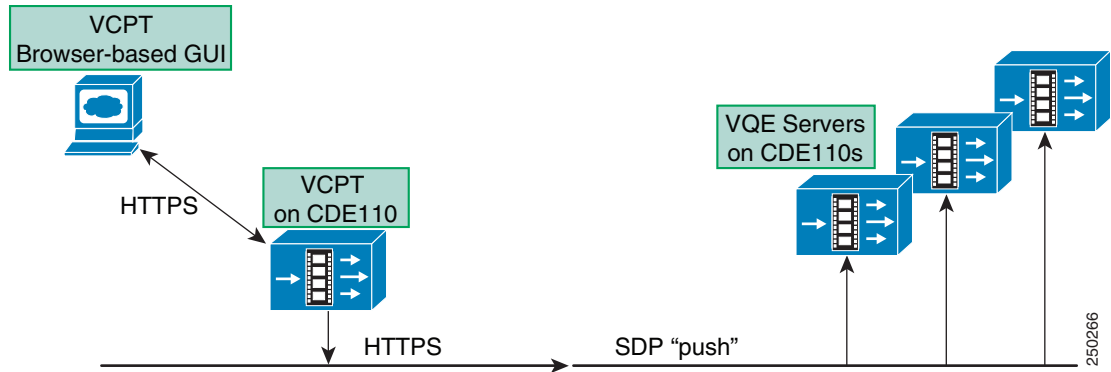 VCPT
Browser-based GUI
HTTPS
VCPT
on CDE110
VQE Servers
on CDE110s
HTTPS
SDP “push”
250266